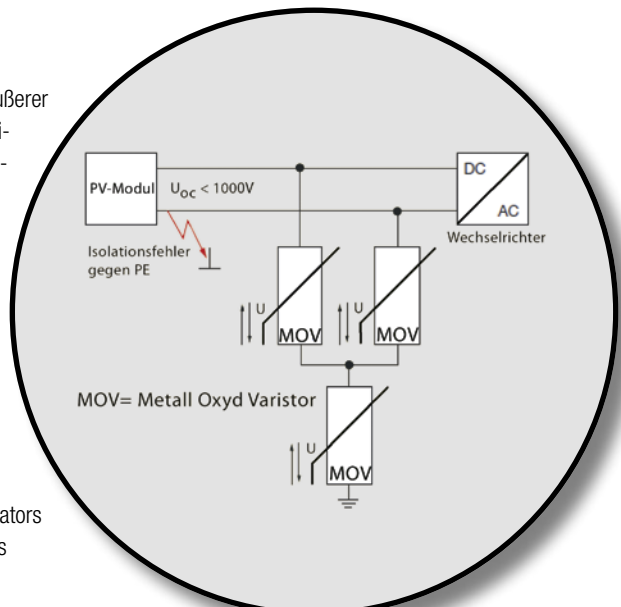 ußerer
i-
-
PV-Modul
U_OC < 1000V
DC
AC
Wechselrichter
Isolationsfehler
gegen PE
U
MOV
U
MOV
MOV= Metall Oxyd Varistor
U
MOV
ators
s